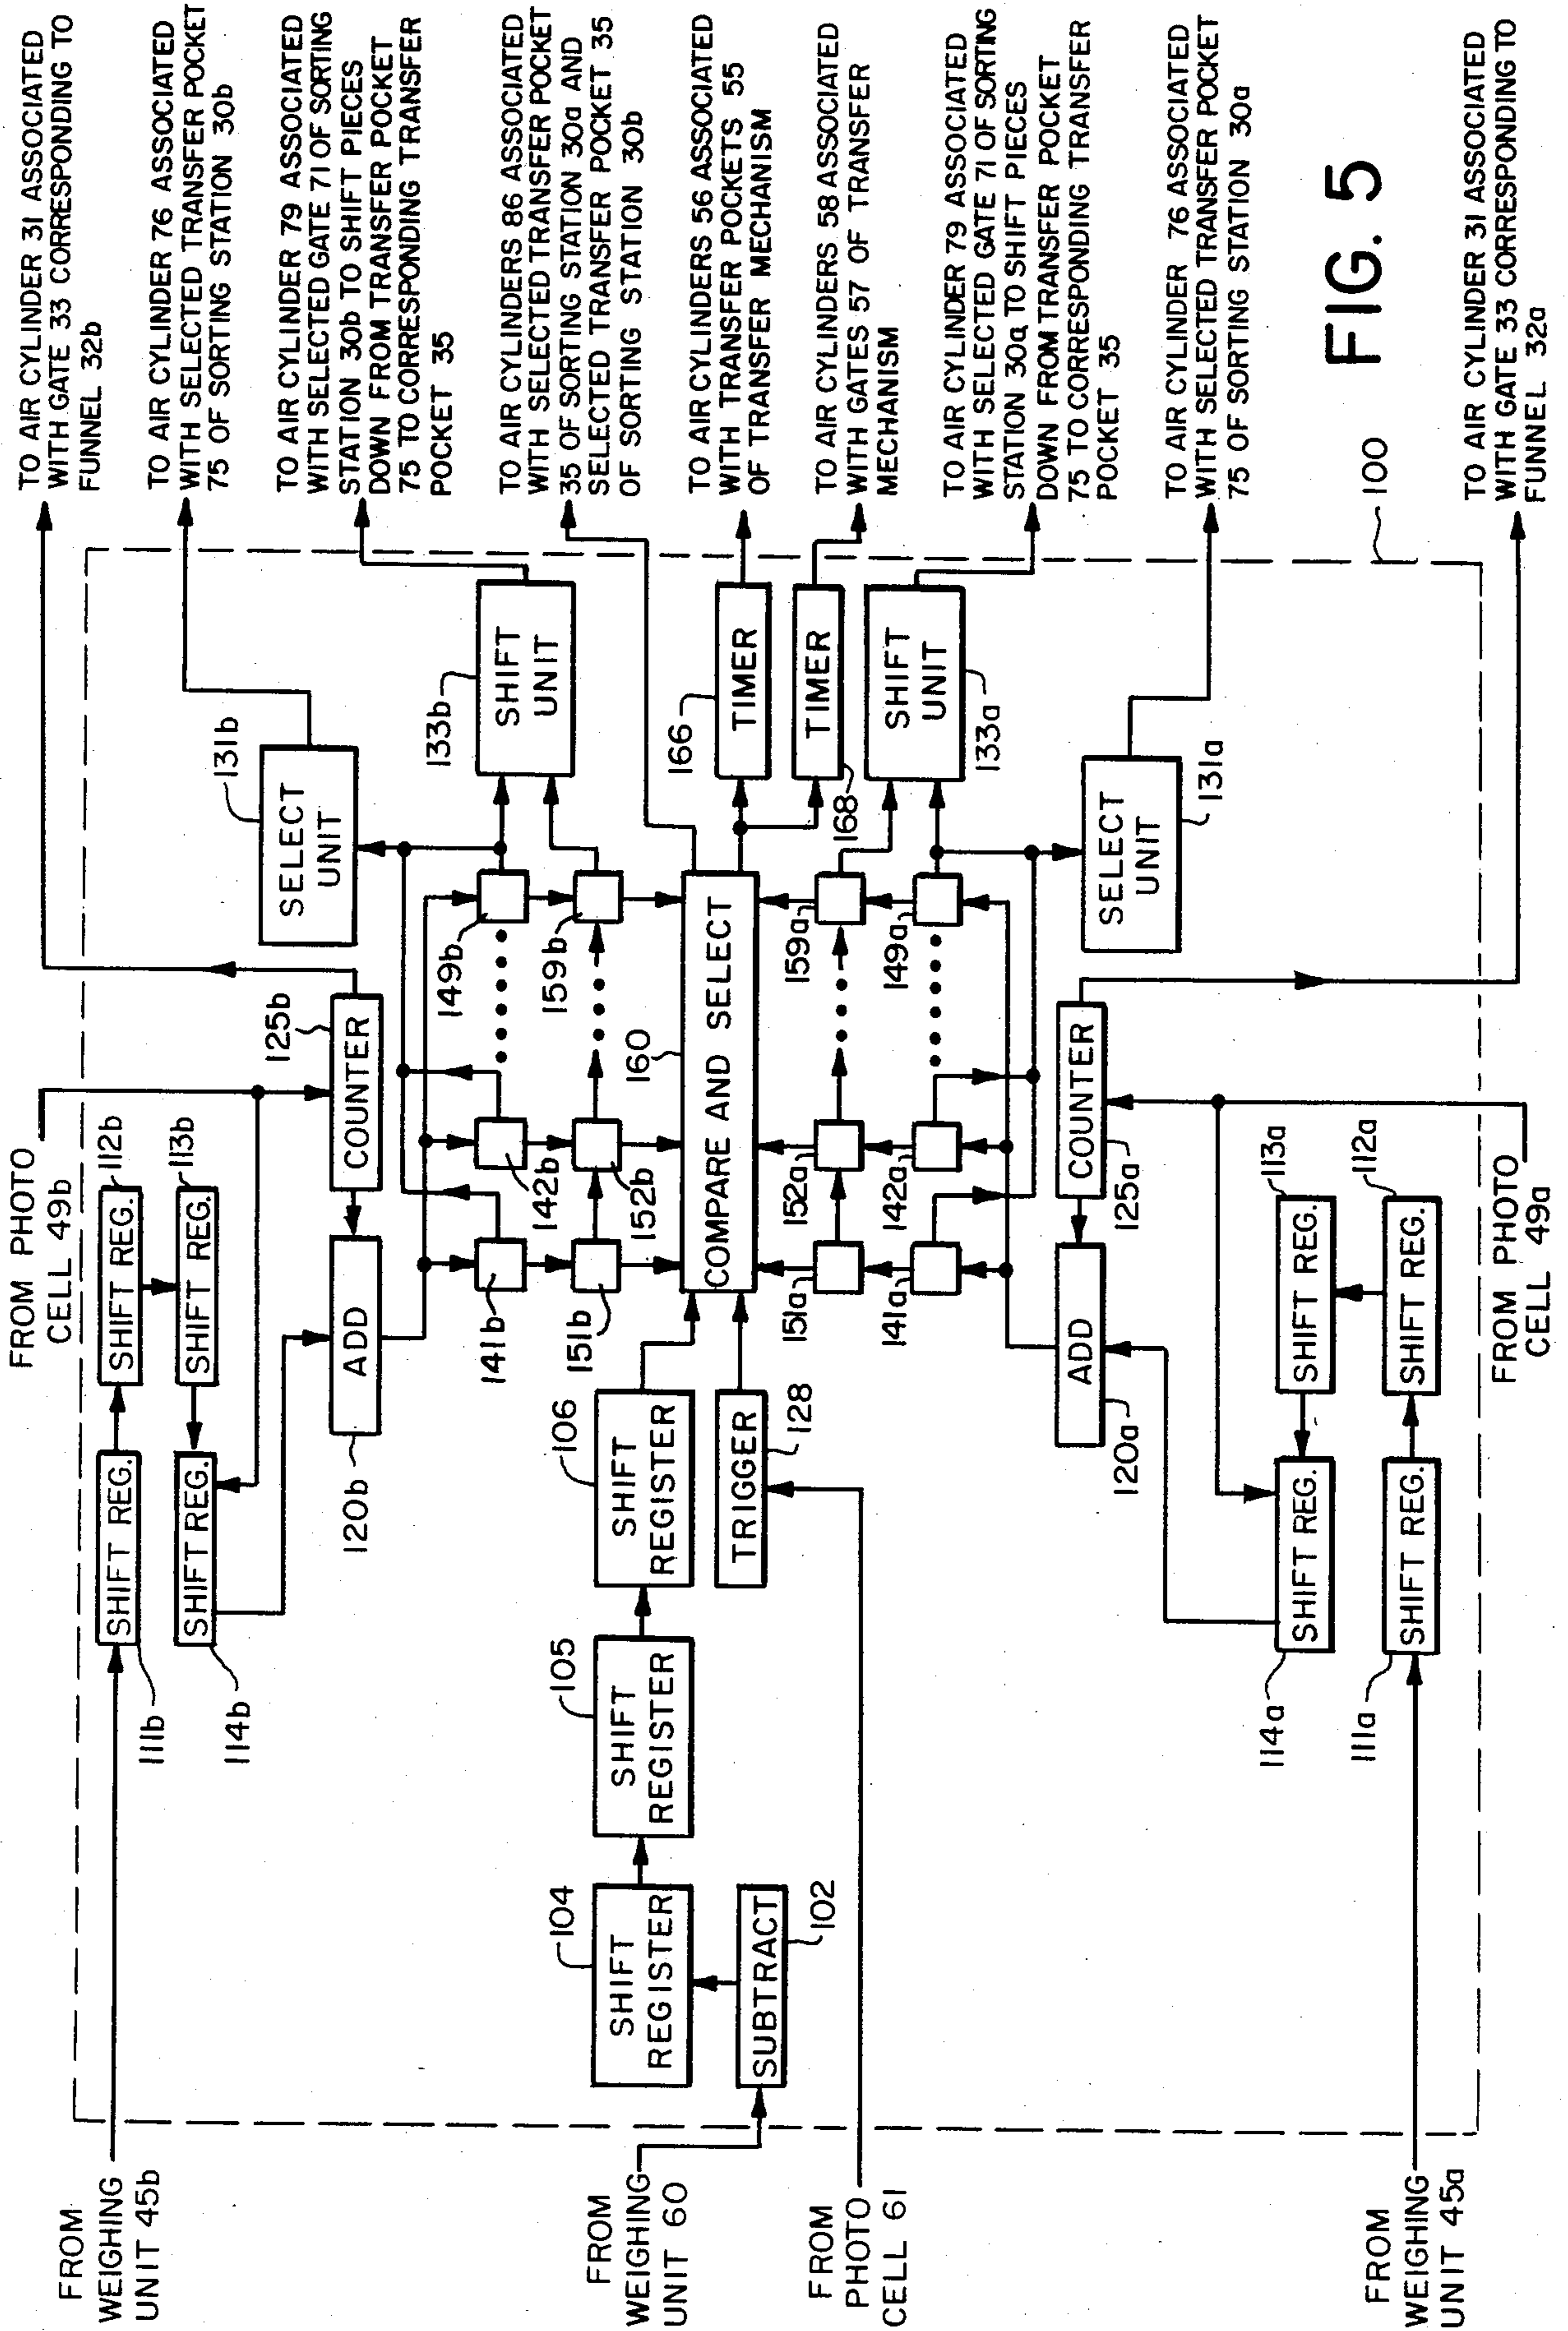 FROM
WEIGHING
UNIT 45b
FROM
WEIGHING
UNIT 60
FROM
PHOTO
CELL 61
FROM
WEIGHING
UNIT 45a
FROM PHOTO
CELL 49b
FROM PHOTO
CELL 49a
SHIFT REG.
111b
SHIFT REG.
112b
SHIFT REG.
113b
SHIFT REG.
114b
ADD
120b
COUNTER
125b
SELECT
UNIT
131b
SHIFT
UNIT
133b
141b
142b
149b
151b
152b
159b
SUBTRACT
102
SHIFT
REGISTER
104
SHIFT
REGISTER
105
SHIFT
REGISTER
106
TRIGGER
128
COMPARE AND SELECT
160
TIMER
166
TIMER
168
151a
152a
159a
141a
142a
149a
SHIFT
UNIT
133a
SELECT
UNIT
131a
COUNTER
125a
ADD
120a
SHIFT REG.
113a
SHIFT REG.
112a
SHIFT REG.
114a
SHIFT REG.
111a
TO AIR CYLINDER 31 ASSOCIATED
WITH GATE 33 CORRESPONDING TO
FUNNEL 32b
TO AIR CYLINDER 76 ASSOCIATED
WITH SELECTED TRANSFER POCKET
75 OF SORTING STATION 30b
TO AIR CYLINDER 79 ASSOCIATED
WITH SELECTED GATE 71 OF SORTING
STATION 30b TO SHIFT PIECES
DOWN FROM TRANSFER POCKET
75 TO CORRESPONDING TRANSFER
POCKET 35
TO AIR CYLINDERS 86 ASSOCIATED
WITH SELECTED TRANSFER POCKET
35 OF SORTING STATION 30a AND
SELECTED TRANSFER POCKET 35
OF SORTING STATION 30b
TO AIR CYLINDERS 56 ASSOCIATED
WITH TRANSFER POCKETS 55
OF TRANSFER MECHANISM
TO AIR CYLINDERS 58 ASSOCIATED
WITH GATES 57 OF TRANSFER
MECHANISM
TO AIR CYLINDER 79 ASSOCIATED
WITH SELECTED GATE 71 OF SORTING
STATION 30a TO SHIFT PIECES
DOWN FROM TRANSFER POCKET
75 TO CORRESPONDING TRANSFER
POCKET 35
TO AIR CYLINDER 76 ASSOCIATED
WITH SELECTED TRANSFER POCKET
75 OF SORTING STATION 30a
TO AIR CYLINDER 31 ASSOCIATED
WITH GATE 33 CORRESPONDING TO
FUNNEL 32a
100
FIG. 5